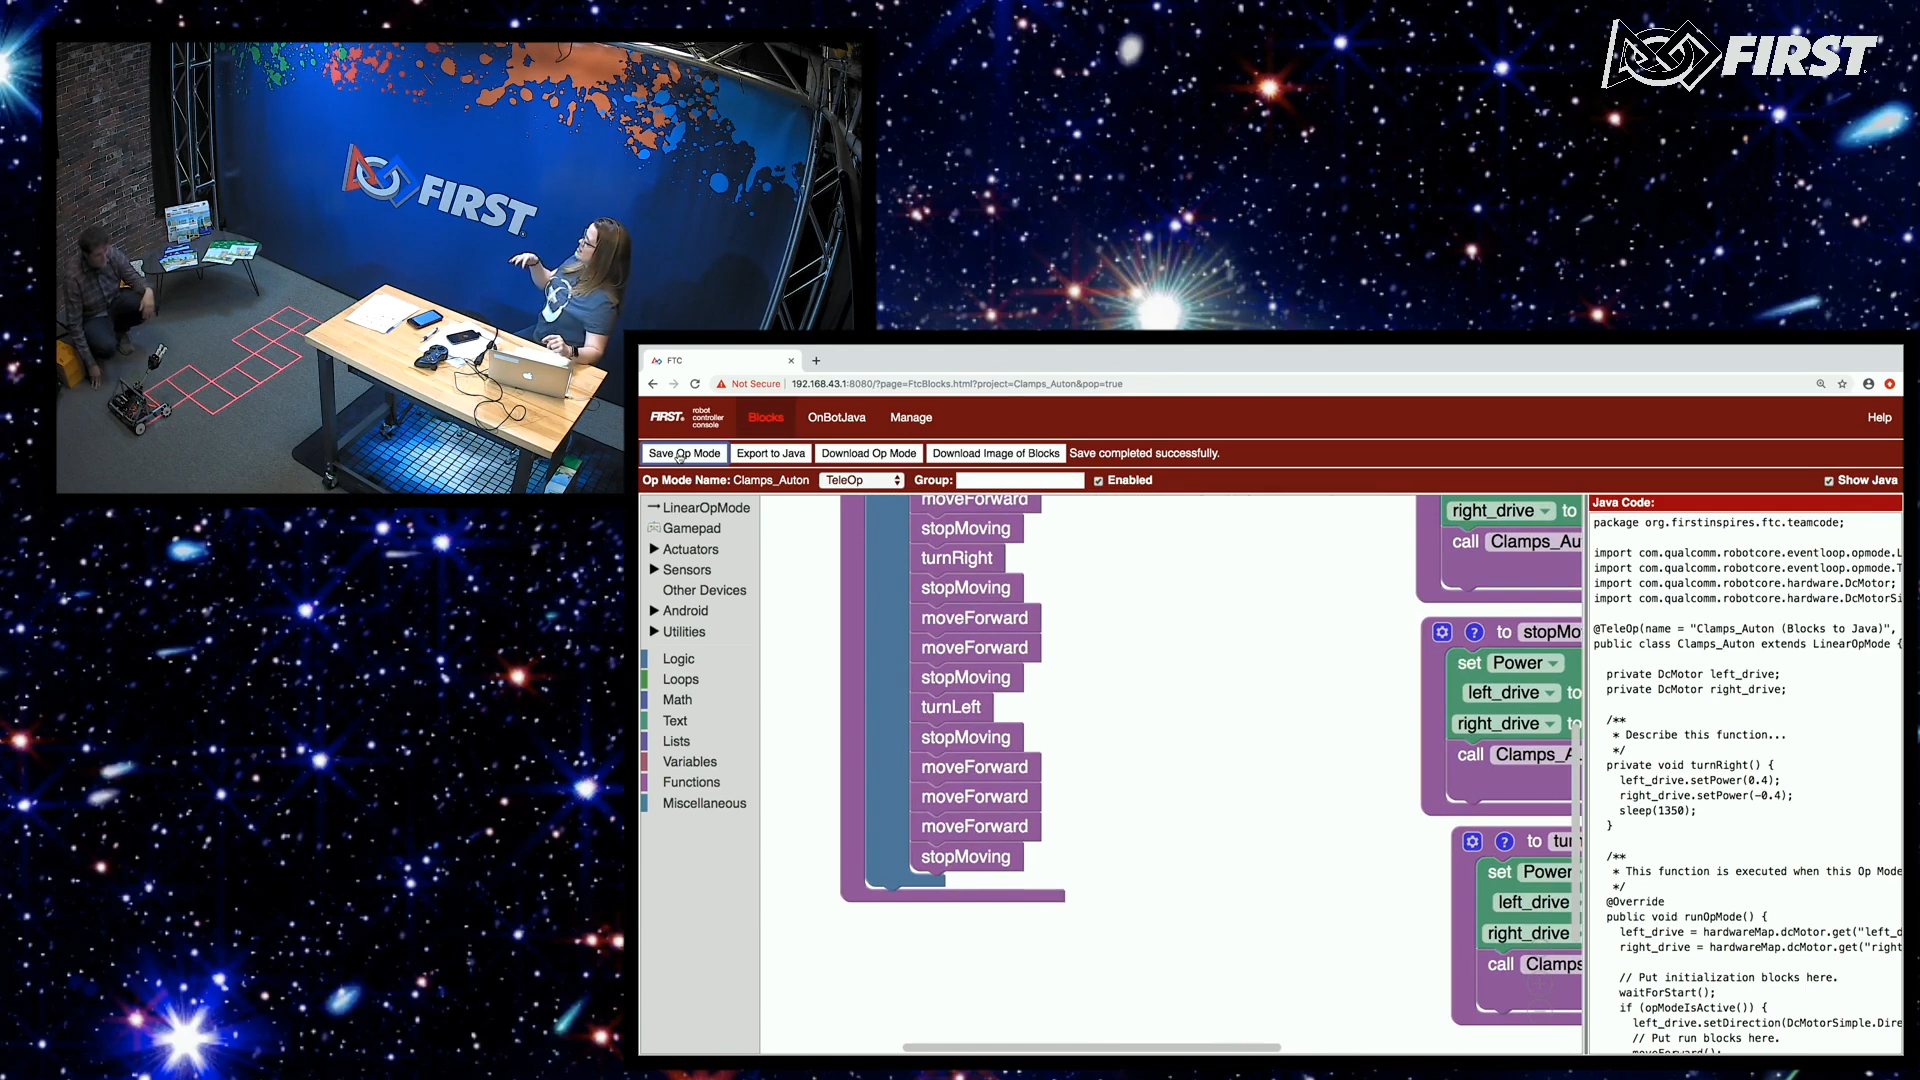 FIRST
FIRST
FTC
Not Secure | 192.168.43.1:8080/?page=FtcBlocks.html?project=Clamps_Auton&pop=true
FIRST robot controller console Blocks OnBotJava Manage Help
Save Op Mode Export to Java Download Op Mode Download Image of Blocks Save completed successfully.
Op Mode Name: Clamps_Auton TeleOp Group: Enabled Show Java
LinearOpMode
Gamepad
Actuators
Sensors
Other Devices
Android
Utilities
Logic
Loops
Math
Text
Lists
Variables
Functions
Miscellaneous
moveForward
stopMoving
turnRight
stopMoving
moveForward
moveForward
stopMoving
turnLeft
stopMoving
moveForward
moveForward
moveForward
stopMoving
right_drive to
call Clamps_Au
? to stopMo
set Power
left_drive to
right_drive to
call Clamps_A
? to tur
set Power
left_drive
right_drive
call Clamps
Java Code:
package org.firstinspires.ftc.teamcode;
import com.qualcomm.robotcore.eventloop.opmode.L
import com.qualcomm.robotcore.eventloop.opmode.T
import com.qualcomm.robotcore.hardware.DcMotor;
import com.qualcomm.robotcore.hardware.DcMotorSi
@TeleOp(name = "Clamps_Auton (Blocks to Java)",
public class Clamps_Auton extends LinearOpMode {
private DcMotor left_drive;
private DcMotor right_drive;
/**
* Describe this function...
*/
private void turnRight() {
left_drive.setPower(0.4);
right_drive.setPower(-0.4);
sleep(1350);
}
/**
* This function is executed when this Op Mode
*/
@Override
public void runOpMode() {
left_drive = hardwareMap.dcMotor.get("left_d
right_drive = hardwareMap.dcMotor.get("right
// Put initialization blocks here.
waitForStart();
if (opModeIsActive()) {
left_drive.setDirection(DcMotorSimple.Dire
// Put run blocks here.
moveForward();